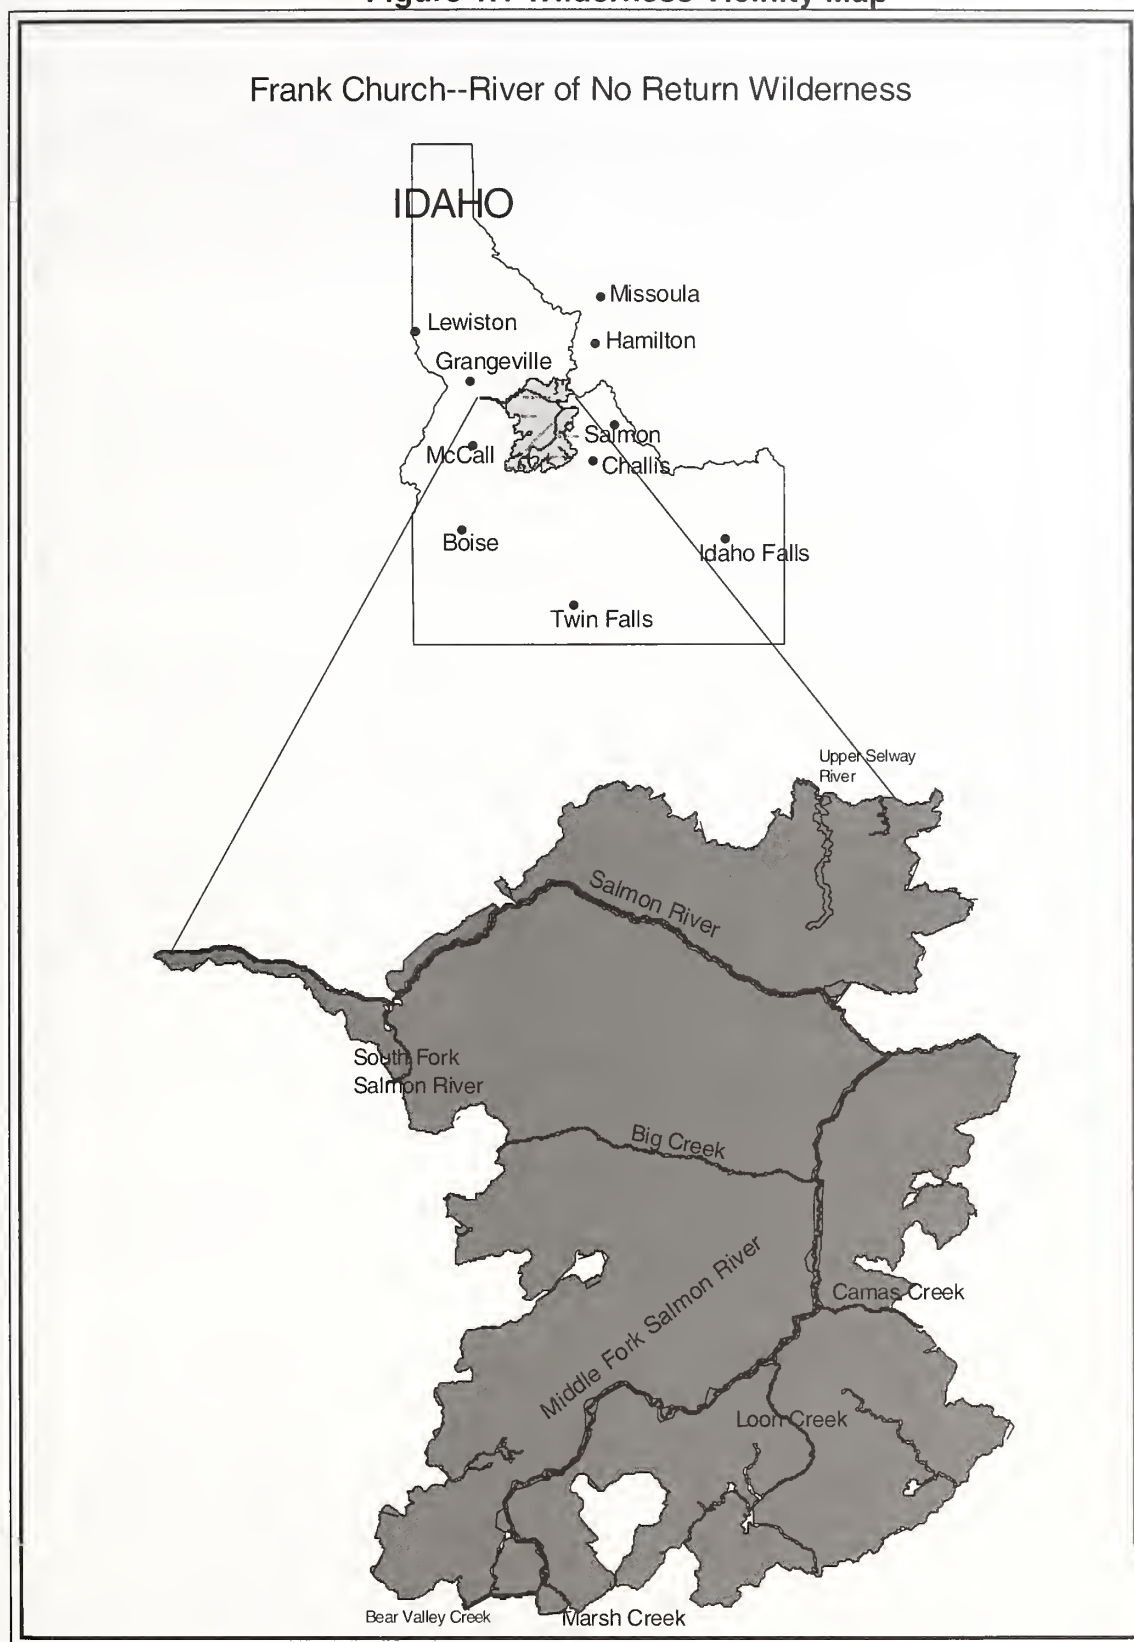 Frank Church--River of No Return Wilderness
IDAHO
Missoula
Lewiston
Hamilton
Grangeville
Salmon
McCall
Challis
Boise
Idaho Falls
Twin Falls
Upper Selway
River
Salmon River
South Fork
Salmon River
Big Creek
Middle Fork Salmon River
Camas Creek
Loon Creek
Bear Valley Creek
Marsh Creek